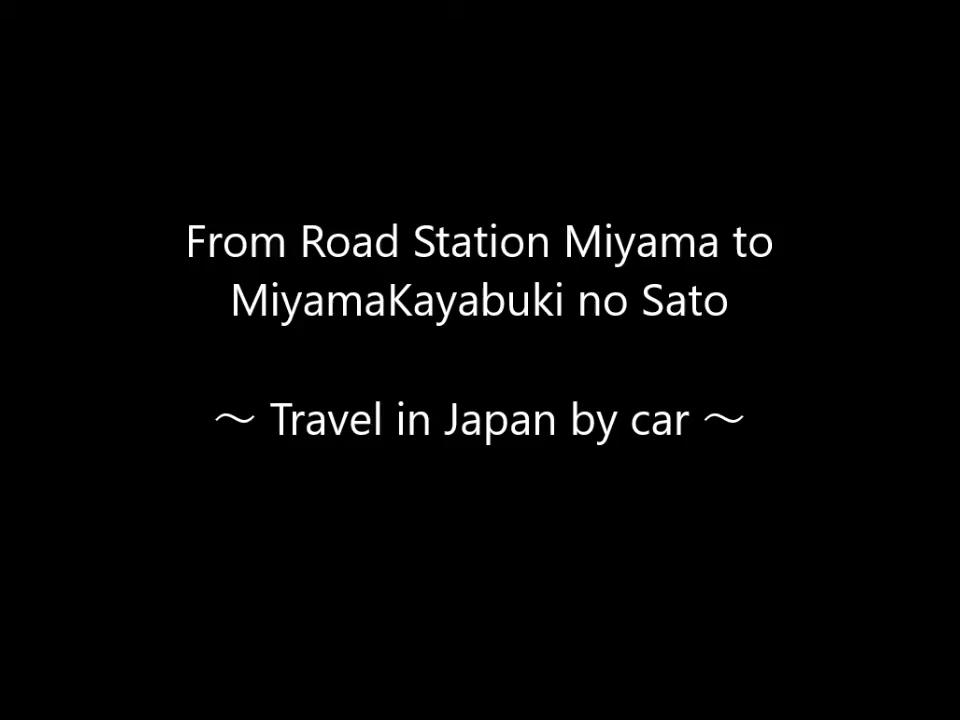 From Road Station Miyama to
MiyamaKayabuki no Sato
～ Travel in Japan by car ～